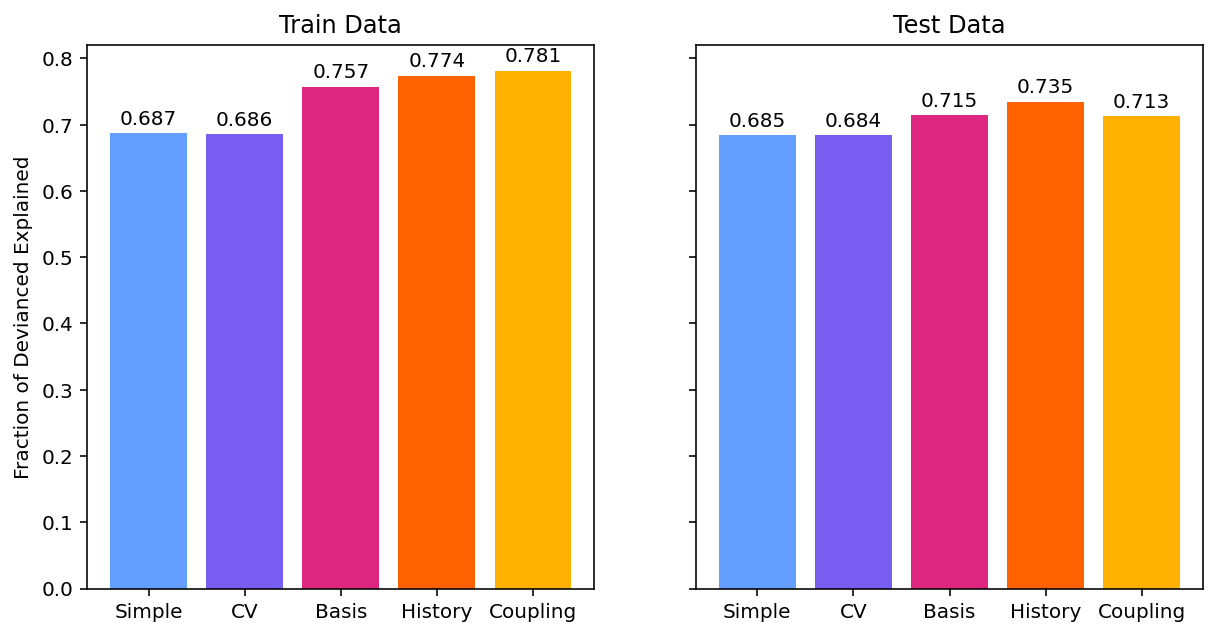 Train Data
Test Data
Fraction of Devianced Explained
0.8
0.7
0.6
0.5
0.4
0.3
0.2
0.1
0.0
0.687
0.686
0.757
0.774
0.781
Simple
CV
Basis
History
Coupling
0.685
0.684
0.715
0.735
0.713
Simple
CV
Basis
History
Coupling